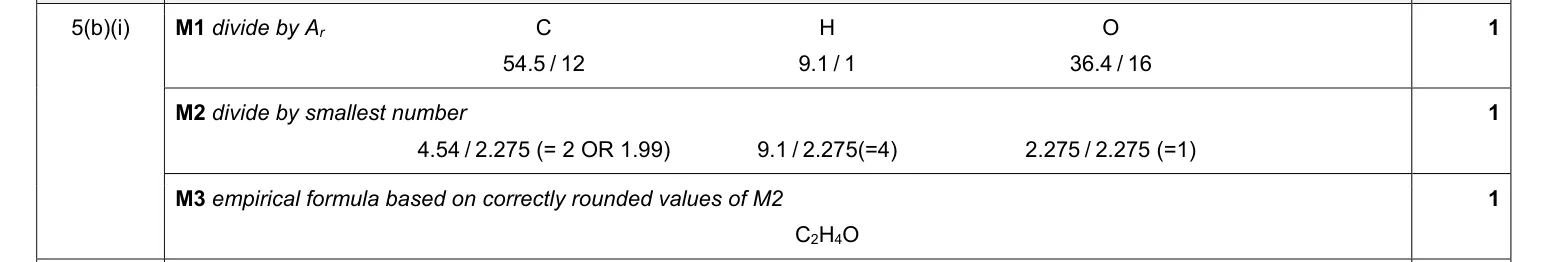 5(b)(i) M1 divide by Aᵣ C H O 1
54.5 / 12 9.1 / 1 36.4 / 16
M2 divide by smallest number 1
4.54 / 2.275 (= 2 OR 1.99) 9.1 / 2.275(=4) 2.275 / 2.275 (=1)
M3 empirical formula based on correctly rounded values of M2 1
C₂H₄O